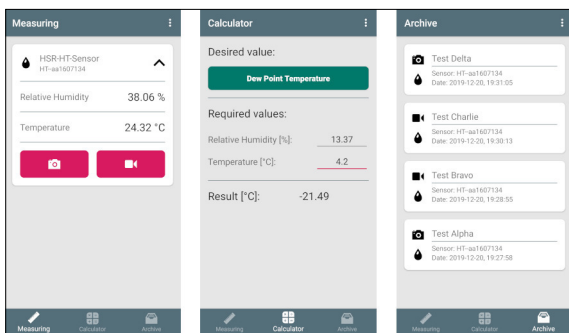 Measuring
HSR-HT-Sensor
HT-aa1607134
Relative Humidity 38.06 %
Temperature 24.32 °C
Measuring Calculator Archive
Calculator
Desired value:
Dew Point Temperature
Required values:
Relative Humidity [%]: 13.37
Temperature [°C]: 4.2
Result [°C]: -21.49
Measuring Calculator Archive
Archive
Test Delta
Sensor: HT-aa1607134
Date: 2019-12-20, 19:31:05
Test Charlie
Sensor: HT-aa1607134
Date: 2019-12-20, 19:30:13
Test Bravo
Sensor: HT-aa1607134
Date: 2019-12-20, 19:28:55
Test Alpha
Sensor: HT-aa1607134
Date: 2019-12-20, 19:27:58
Measuring Calculator Archive